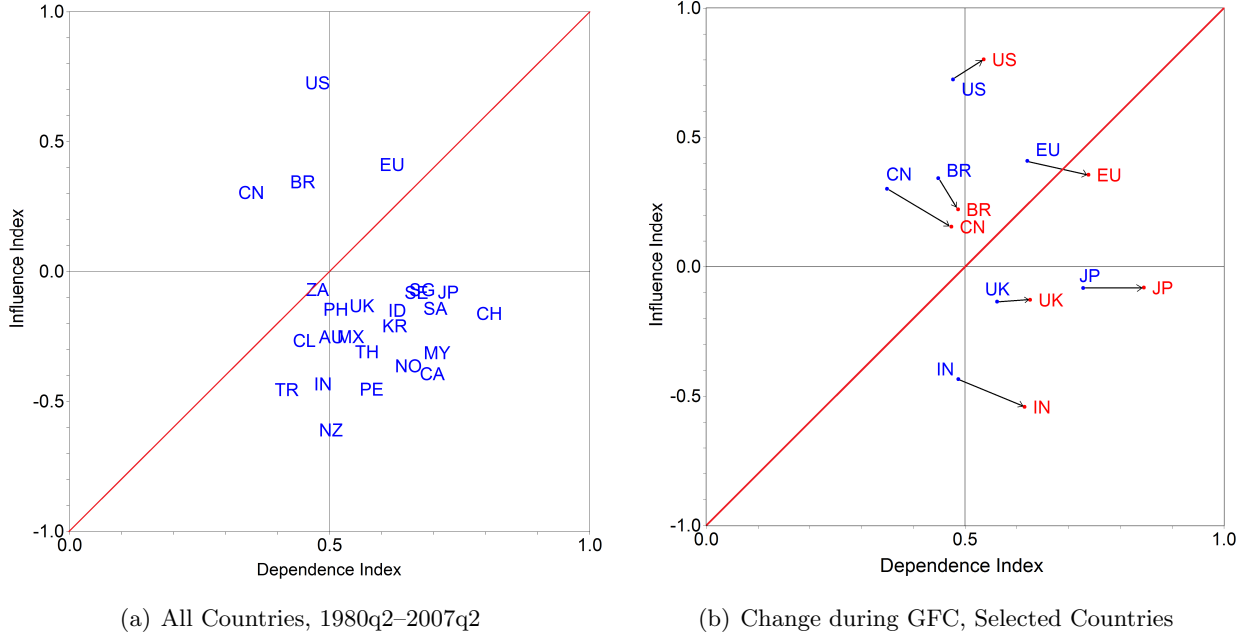 1.0
US
0.5
EU
BR
CN
0.0
ZA
SE
SG
JP
PH
UK
ID
SA
CH
KR
CL
AU
MX
TH
MY
NO
CA
TR
IN
PE
-0.5
NZ
-1.0
0.0
0.5
1.0
Influence Index
Dependence Index
(a) All Countries, 1980q2–2007q2
1.0
US
US
0.5
EU
EU
CN
BR
BR
CN
0.0
JP
JP
UK
UK
IN
IN
-0.5
-1.0
0.0
0.5
1.0
Influence Index
Dependence Index
(b) Change during GFC, Selected Countries